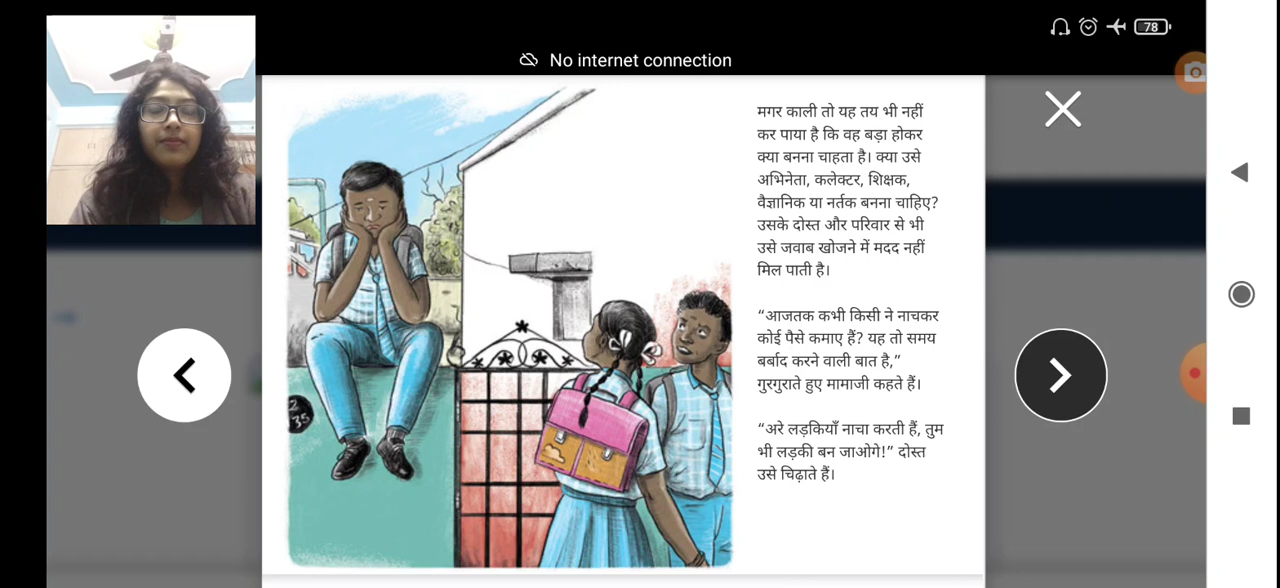 78
No internet connection
मगर काली तो यह तय भी नहीं
कर पाया है कि वह बड़ा होकर
क्या बनना चाहता है। क्या उसे
अभिनेता, कलेक्टर, शिक्षक,
वैज्ञानिक या नर्तक बनना चाहिए?
उसके दोस्त और परिवार से भी
उसे जवाब खोजने में मदद नहीं
मिल पाती है।
“आजतक कभी किसी ने नाचकर
कोई पैसे कमाए हैं? यह तो समय
बर्बाद करने वाली बात है,”
गुरगुराते हुए मामाजी कहते हैं।
“अरे लड़कियाँ नाचा करती हैं, तुम
भी लड़की बन जाओगे!” दोस्त
उसे चिढ़ाते हैं।
2
35